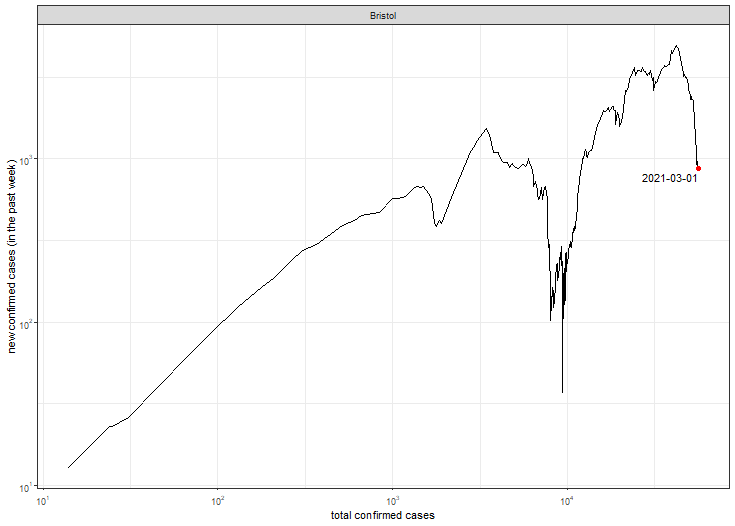 Bristol
new confirmed cases (in the past week)
10³
10²
10¹
2021-03-01
10¹ 10² 10³ 10⁴
total confirmed cases